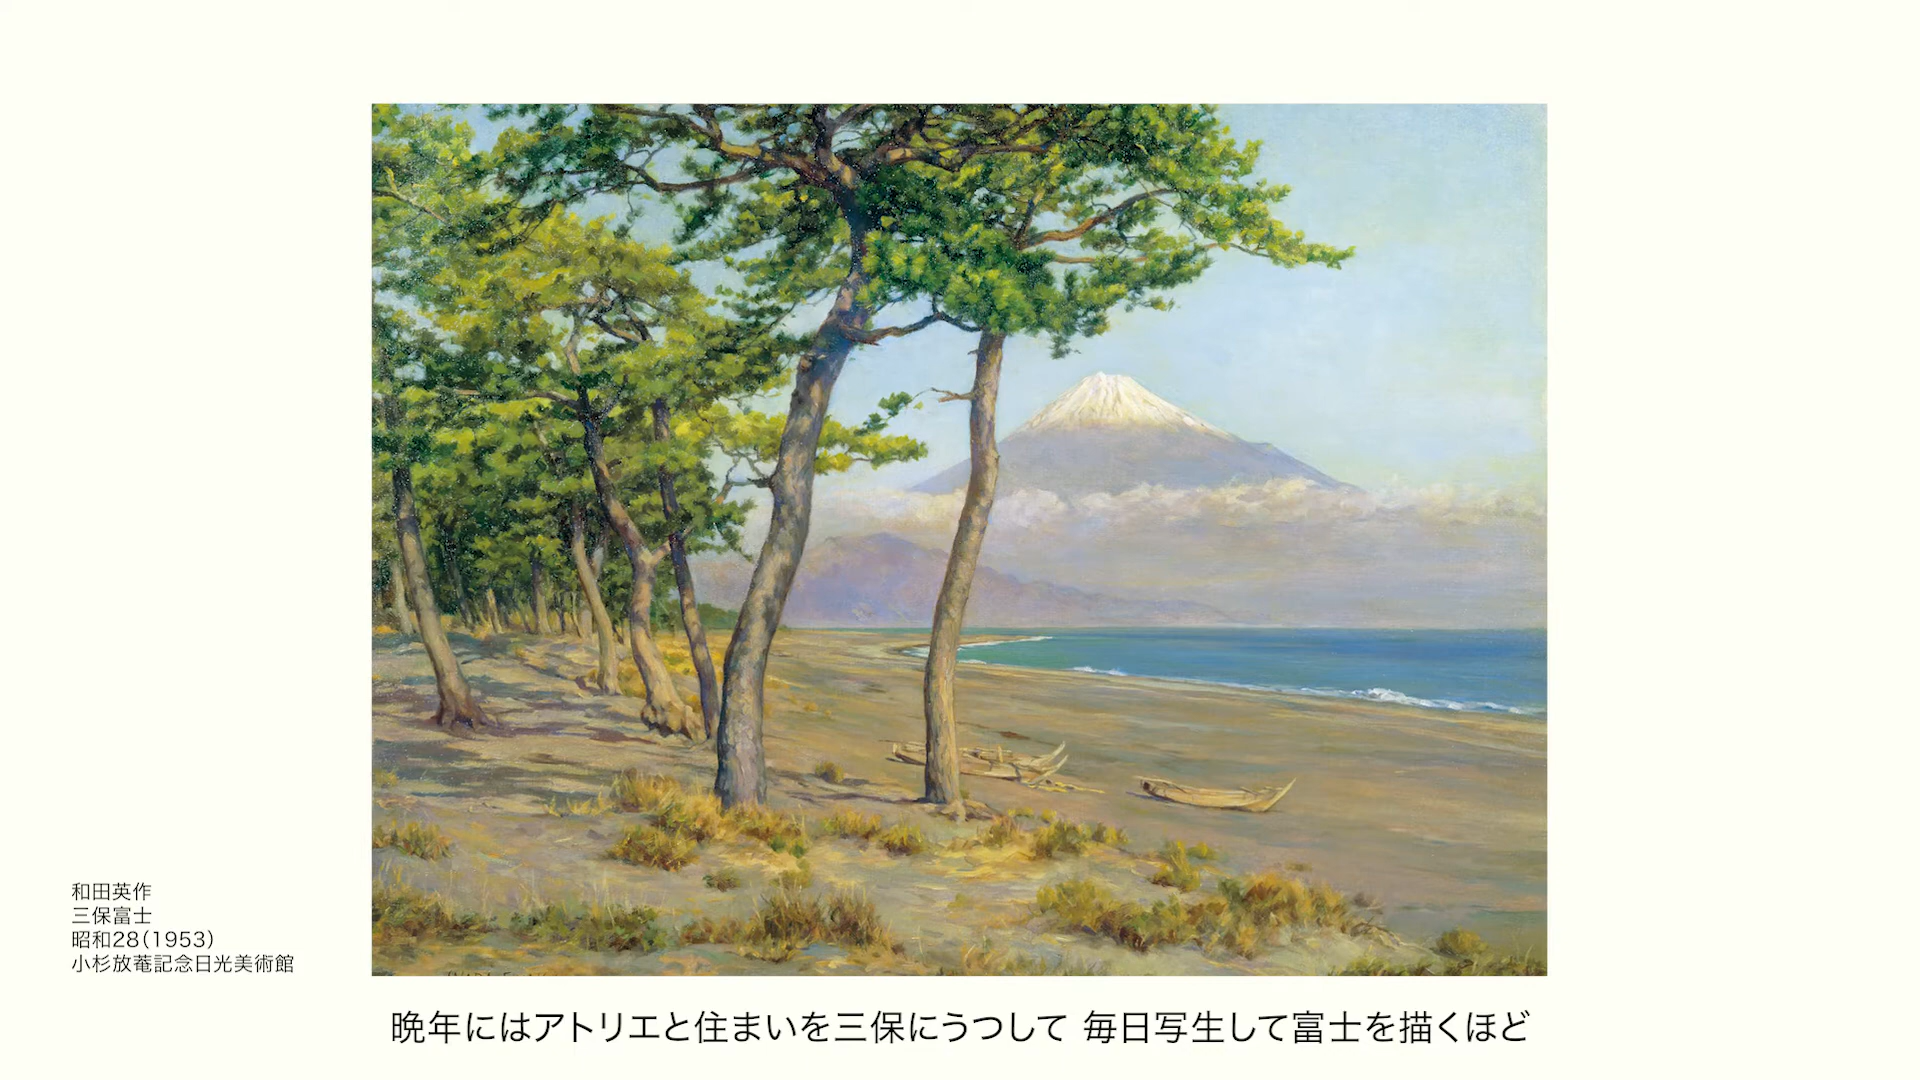 和田英作
三保富士
昭和28(1953)
小杉放菴記念日光美術館
晩年にはアトリエと住まいを三保にうつして 毎日写生して富士を描くほど